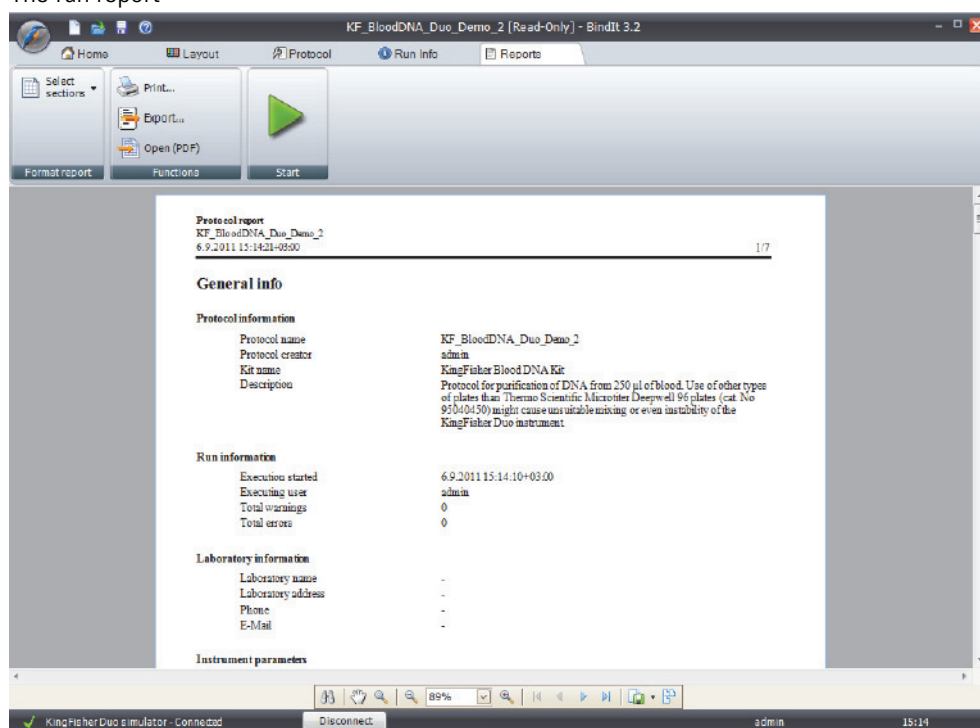 The run report
KF_BloodDNA_Duo_Demo_2 [Read-Only] - BindIt 3.2
Home Layout Protocol Run Info Reports
Select sections
Print...
Export...
Open (PDF)
Format report Functions Start
Protocol report
KF_BloodDNA_Duo_Demo_2
6.9.2011 15:14:21+03:00 1/7
General info
Protocol information
Protocol name KF_BloodDNA_Duo_Demo_2
Protocol creator admin
Kit name KingFisher Blood DNA Kit
Description Protocol for purification of DNA from 250 µl of blood. Use of other types
of plates than Thermo Scientific Microtiter Deepwell 96 plates (cat. No
95040450) might cause unsuitable mixing or even instability of the
KingFisher Duo instrument.
Run information
Execution started 6.9.2011 15:14:10+03:00
Executing user admin
Total warnings 0
Total errors 0
Laboratory information
Laboratory name -
Laboratory address -
Phone -
E-Mail -
Instrument parameters
89%
KingFisher Duo simulator - Connected Disconnect admin 15:14